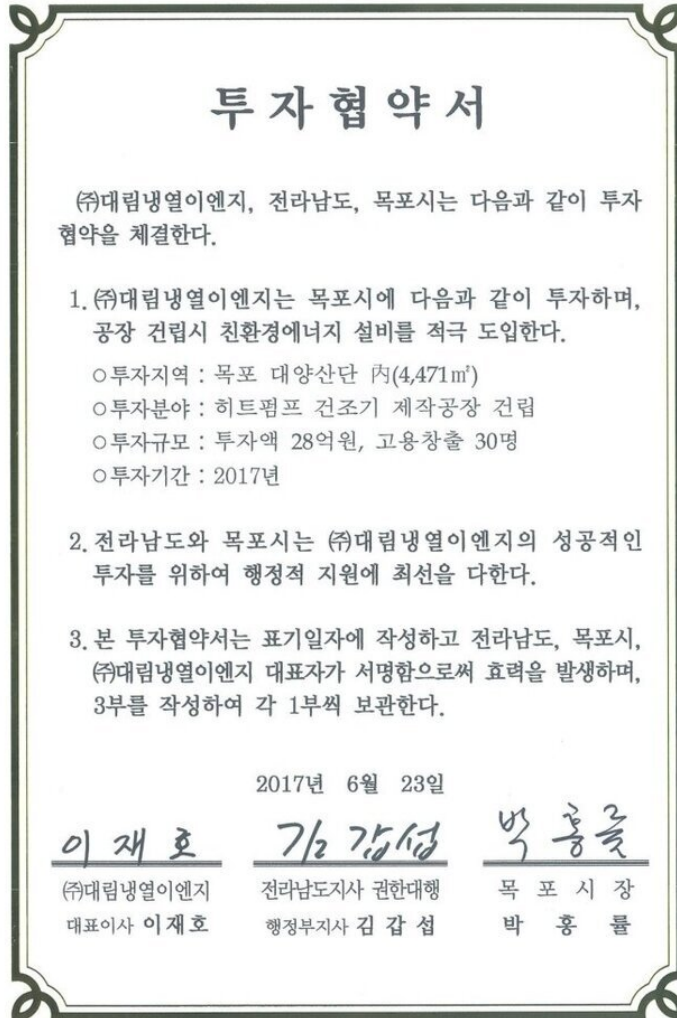 투자협약서
㈜대림냉열이엔지, 전라남도, 목포시는 다음과 같이 투자
협약을 체결한다.
1. ㈜대림냉열이엔지는 목포시에 다음과 같이 투자하며,
공장 건립시 친환경에너지 설비를 적극 도입한다.
○투자지역 : 목포 대양산단 內(4,471㎡)
○투자분야 : 히트펌프 건조기 제작공장 건립
○투자규모 : 투자액 28억원, 고용창출 30명
○투자기간 : 2017년
2. 전라남도와 목포시는 ㈜대림냉열이엔지의 성공적인
투자를 위하여 행정적 지원에 최선을 다한다.
3. 본 투자협약서는 표기일자에 작성하고 전라남도, 목포시,
㈜대림냉열이엔지 대표자가 서명함으로써 효력을 발생하며,
3부를 작성하여 각 1부씩 보관한다.
2017년 6월 23일
이재호 김갑섭 박홍률
㈜대림냉열이엔지 전라남도지사 권한대행 목 포 시 장
대표이사 이재호 행정부지사 김 갑 섭 박 홍 률